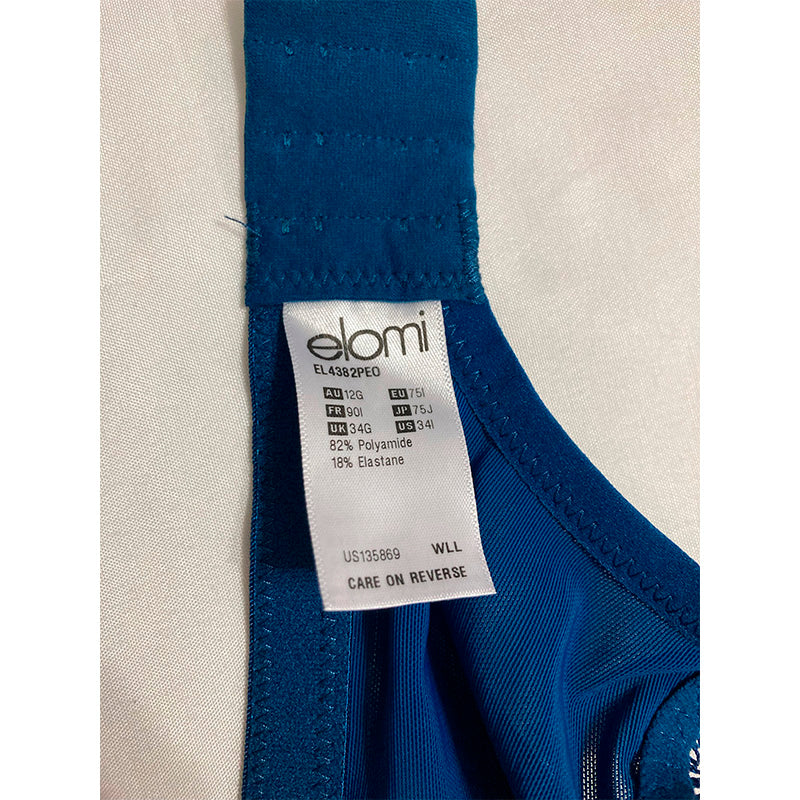 elomi
EL4382PEO
AU 12G EU 75I
FR 90I JP 75J
UK 34G US 34I
82% Polyamide
18% Elastane
US135869 WLL
CARE ON REVERSE